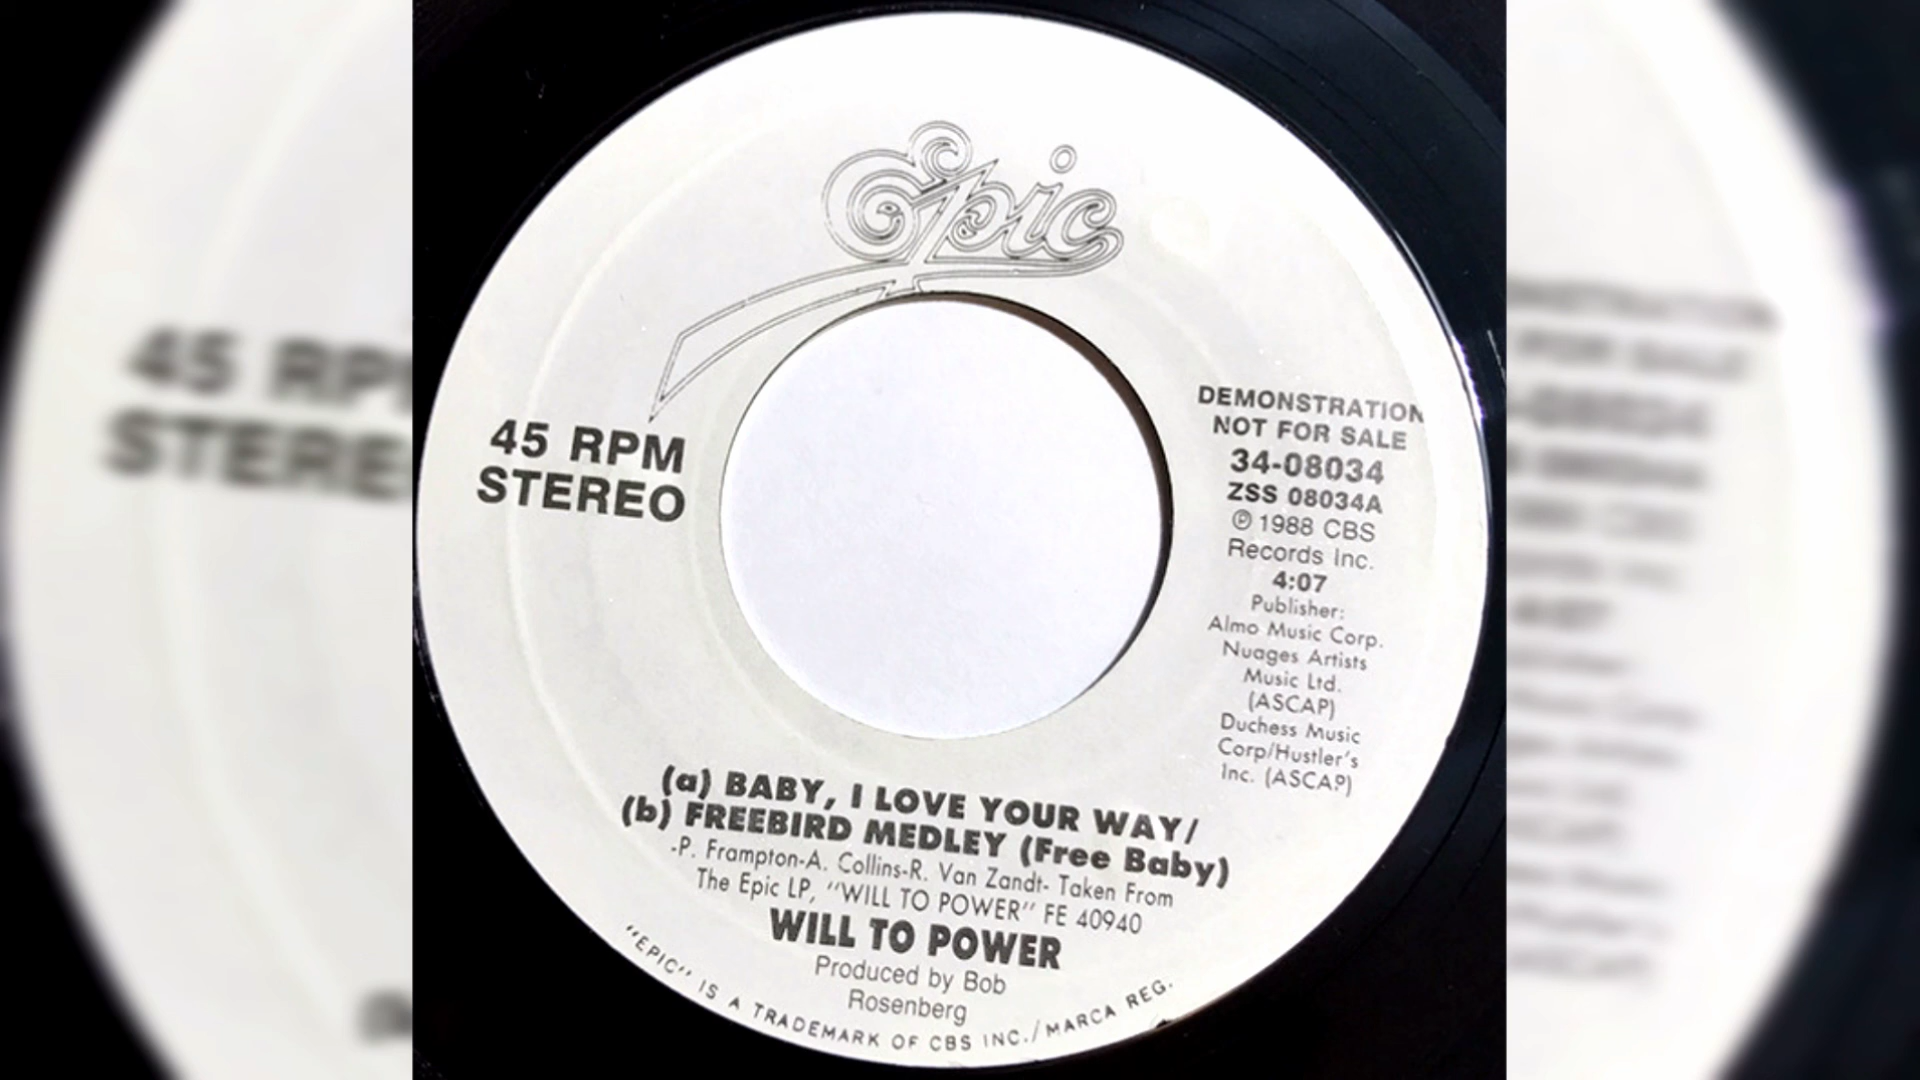 Epic
45 RPM
STEREO
DEMONSTRATION
NOT FOR SALE
34-08034
ZSS 08034A
℗ 1988 CBS
Records Inc.
4:07
Publisher:
Almo Music Corp.
Nuages Artists
Music Ltd.
(ASCAP)
Duchess Music
Corp/Hustler's
Inc. (ASCAP)
(a) BABY, I LOVE YOUR WAY/
(b) FREEBIRD MEDLEY (Free Baby)
-P. Frampton-A. Collins-R. Van Zandt- Taken From
The Epic LP, "WILL TO POWER" FE 40940
WILL TO POWER
Produced by Bob
Rosenberg
"EPIC" IS A TRADEMARK OF CBS INC./MARCA REG.